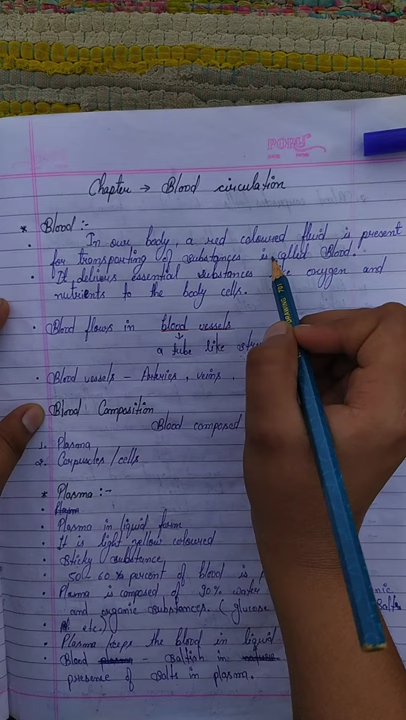 PONY
Chapter → Blood circulation
* Blood :-
• In our body, a red coloured fluid is present
for transporting of substances is called Blood.
• It delivers essential substances oxygen and
nutrients to the body cells.
• Blood flows in blood vessels
↓
a tube like
• Blood vessels - Arteries, veins,
Blood Composition
Blood composed
1. Plasma
2. Corpuscles / cells
* Plasma :-
• Plasma in liquid form
• It is light yellow coloured
• Sticky substance
• 50 - 60% percent of blood is
• Plasma is composed of 90% water
and organic substances. (glucose
etc.)
• Plasma keeps the blood in liquid
• Blood - Saltish in
presence of salts in plasma.
DRAWING 701